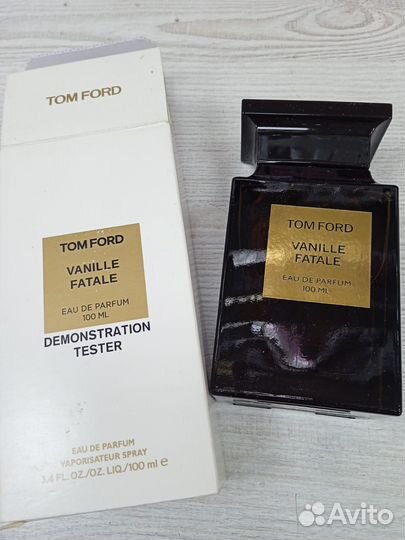 TOM FORD
TOM FORD
VANILLE
FATALE
EAU DE PARFUM
100 ML
DEMONSTRATION
TESTER
EAU DE PARFUM
VAPORISATEUR SPRAY
3.4 FL.OZ./OZ. LIQ./100 ml e
TOM FORD
VANILLE
FATALE
EAU DE PARFUM
100 ML
Avito